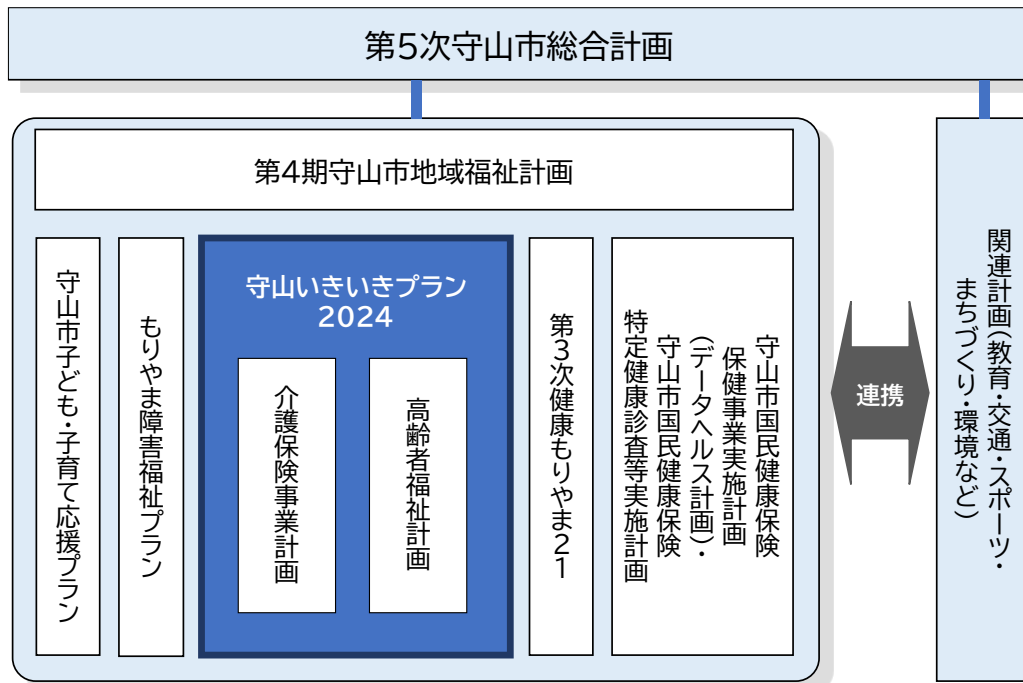 第5次守山市総合計画
第4期守山市地域福祉計画
守山市子ども・子育て応援プラン
もりやま障害福祉プラン
守山いきいきプラン
2024
介護保険事業計画
高齢者福祉計画
第3次健康もりやま21
守山市国民健康保険
保健事業実施計画
(データヘルス計画)・
守山市国民健康保険
特定健康診査等実施計画
連携
関連計画(教育・交通・スポーツ・
まちづくり・環境など)